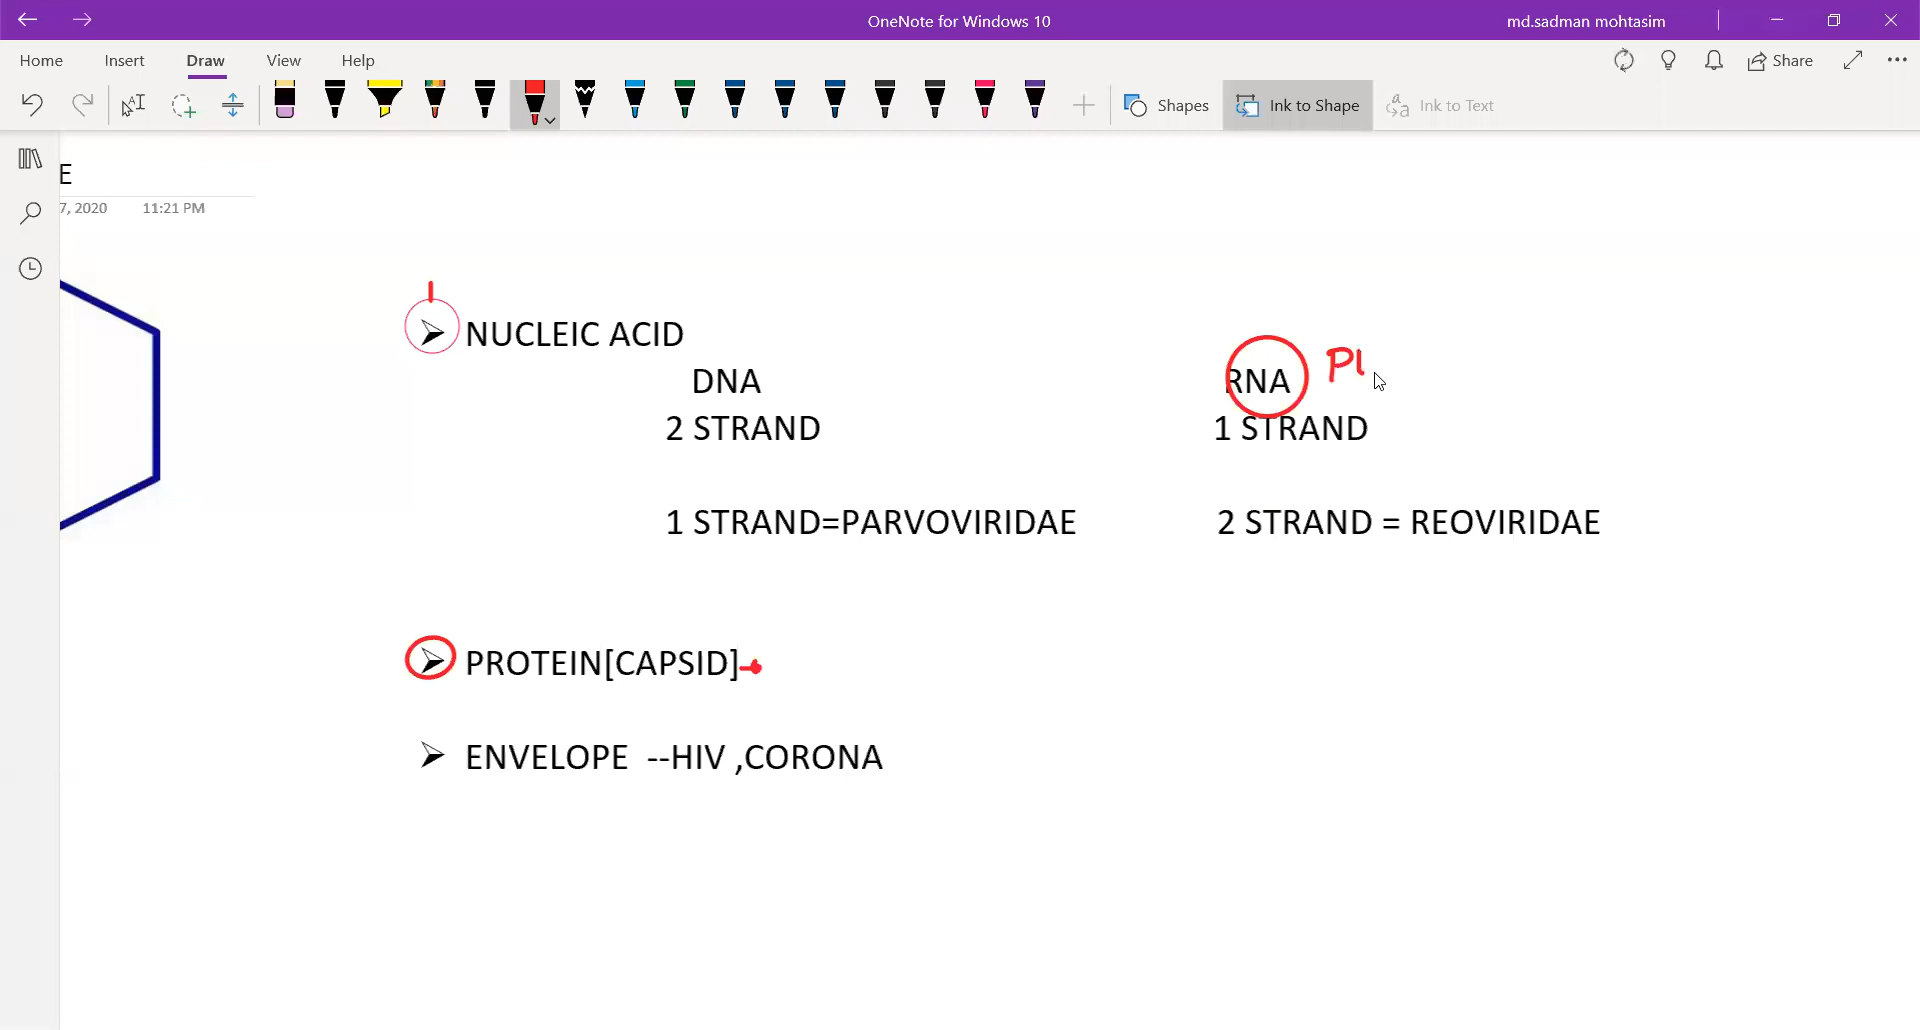 OneNote for Windows 10
md.sadman mohtasim
Home Insert Draw View Help
Share
Shapes
Ink to Shape
Ink to Text
E
7, 2020 11:21 PM
1
NUCLEIC ACID
DNA RNA PI
2 STRAND 1 STRAND
1 STRAND=PARVOVIRIDAE 2 STRAND = REOVIRIDAE
PROTEIN[CAPSID]
ENVELOPE --HIV ,CORONA